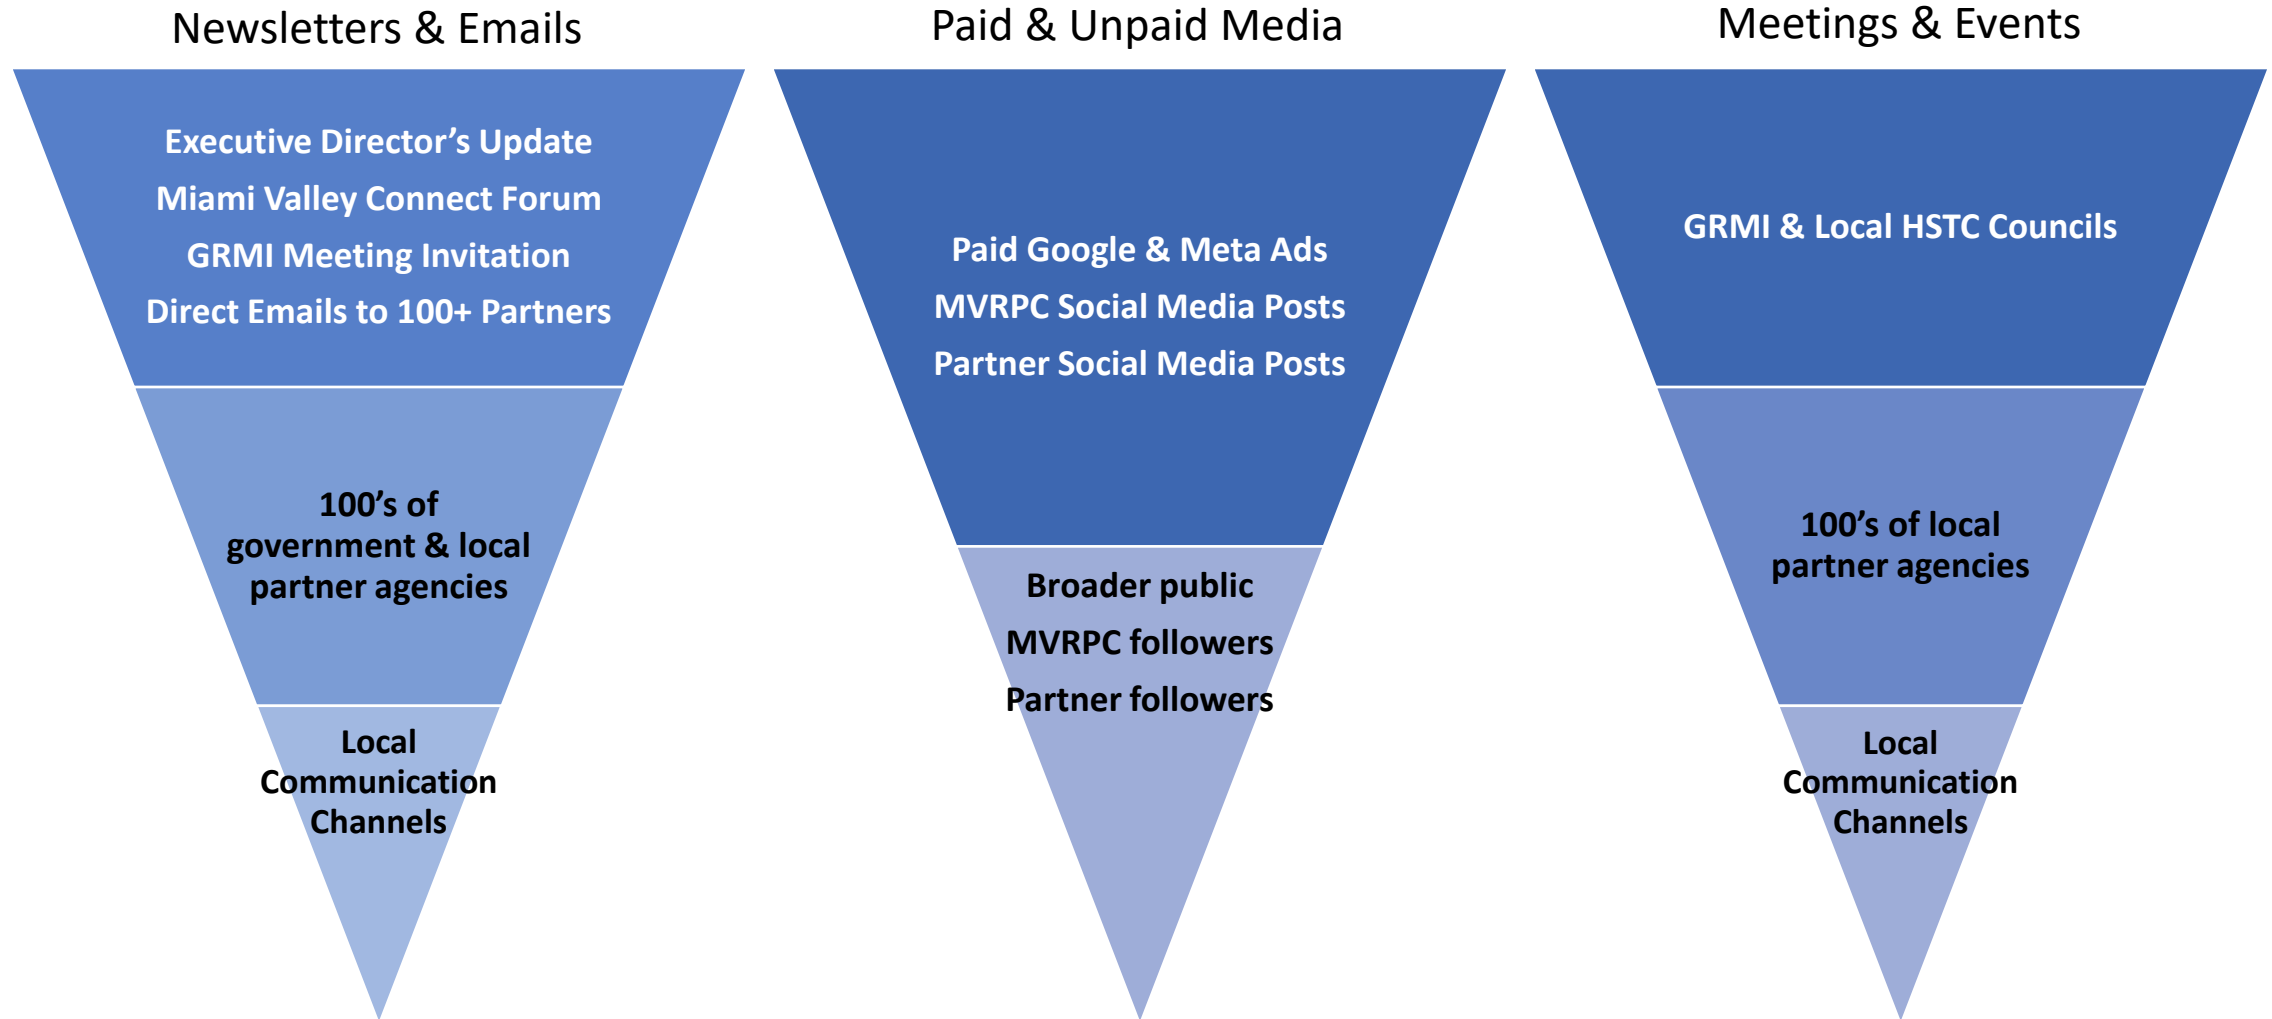 Newsletters & Emails
Executive Director’s Update
Miami Valley Connect Forum
GRMI Meeting Invitation
Direct Emails to 100+ Partners
100’s of
government & local
partner agencies
Local
Communication
Channels
Paid & Unpaid Media
Paid Google & Meta Ads
MVRPC Social Media Posts
Partner Social Media Posts
Broader public
MVRPC followers
Partner followers
Meetings & Events
GRMI & Local HSTC Councils
100’s of local
partner agencies
Local
Communication
Channels